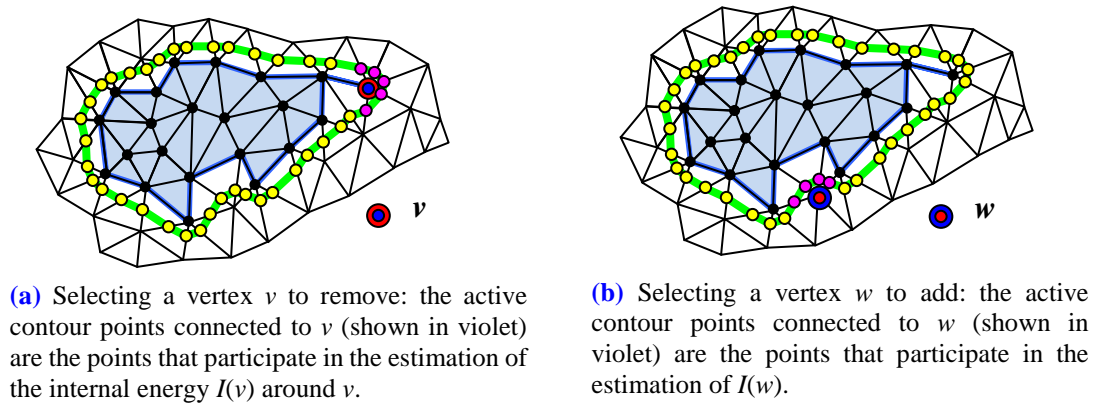 v
w
(a) Selecting a vertex v to remove: the active
contour points connected to v (shown in violet)
are the points that participate in the estimation of
the internal energy I(v) around v.
(b) Selecting a vertex w to add: the active
contour points connected to w (shown in
violet) are the points that participate in the
estimation of I(w).